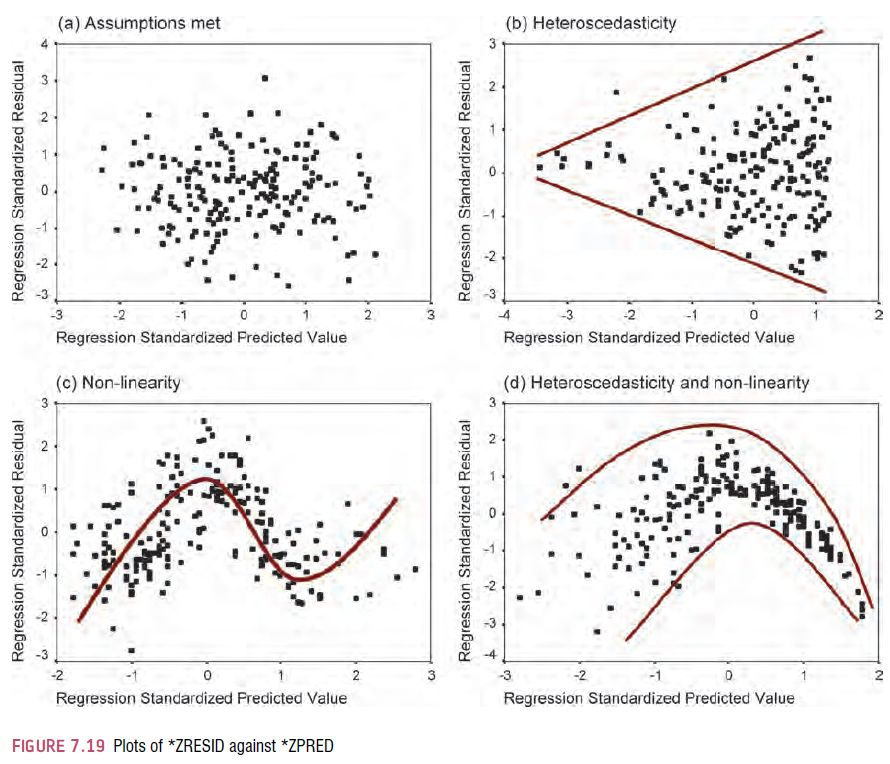 (a) Assumptions met
Regression Standardized Residual
4
3
2
1
0
-1
-2
-3
-3 -2 -1 0 1 2 3
Regression Standardized Predicted Value
(b) Heteroscedasticity
Regression Standardized Residual
3
2
1
0
-1
-2
-3
-4 -3 -2 -1 0 1 2
Regression Standardized Predicted Value
(c) Non-linearity
Regression Standardized Residual
3
2
1
0
-1
-2
-3
-2 -1 0 1 2 3
Regression Standardized Predicted Value
(d) Heteroscedasticity and non-linearity
Regression Standardized Residual
3
2
1
0
-1
-2
-3
-4
-3 -2 -1 0 1 2
Regression Standardized Predicted Value
FIGURE 7.19 Plots of *ZRESID against *ZPRED